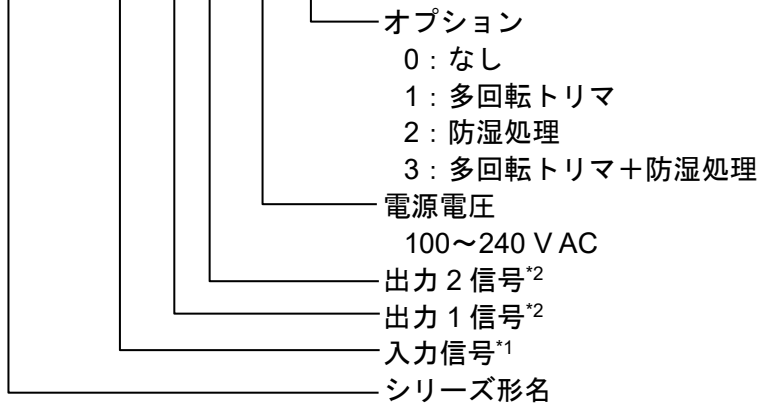 オプション
0：なし
1：多回転トリマ
2：防湿処理
3：多回転トリマ＋防湿処理
電源電圧
100～240 V AC
出力 2 信号*2
出力 1 信号*2
入力信号*1
シリーズ形名